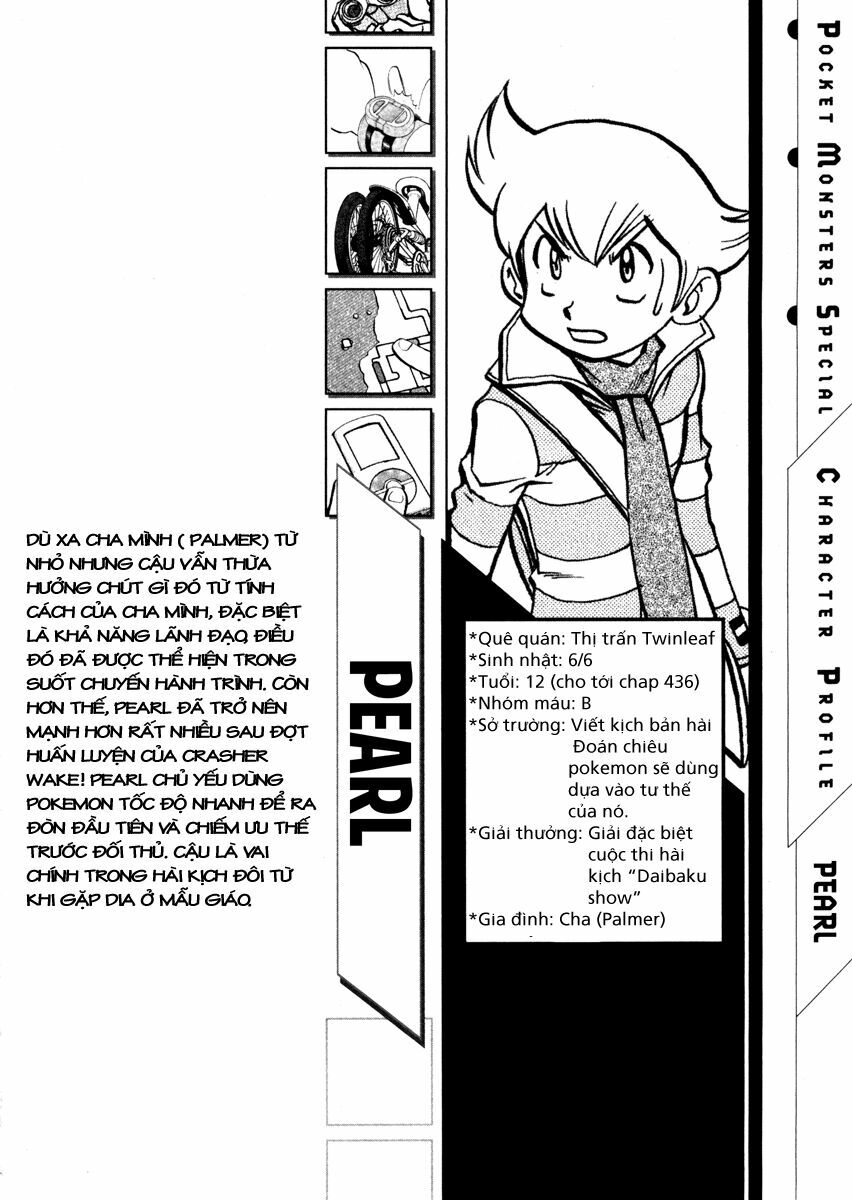 DÙ XA CHA MÌNH ( PALMER) TỪ
NHỎ NHƯNG CẬU VẪN THỪA
HƯỞNG CHÚT GÌ ĐÓ TỪ TÍNH
CÁCH CỦA CHA MÌNH, ĐẶC BIỆT
LÀ KHẢ NĂNG LÃNH ĐẠO. ĐIỀU
ĐÓ ĐÃ ĐƯỢC THỂ HIỆN TRONG
SUỐT CHUYẾN HÀNH TRÌNH. CÒN
HƠN THẾ, PEARL ĐÃ TRỞ NÊN
MẠNH HƠN RẤT NHIỀU SAU ĐỢT
HUẤN LUYỆN CỦA CRASHER
WAKE! PEARL CHỦ YẾU DÙNG
POKEMON TỐC ĐỘ NHANH ĐỂ RA
ĐÒN ĐẦU TIÊN VÀ CHIẾM ƯU THẾ
TRƯỚC ĐỐI THỦ. CẬU LÀ VAI
CHÍNH TRONG HÀI KỊCH ĐÔI TỪ
KHI GẶP DIA Ở MẪU GIÁO.
PEARL
*Quê quán: Thị trấn Twinleaf
*Sinh nhật: 6/6
*Tuổi: 12 (cho tới chap 436)
*Nhóm máu: B
*Sở trường: Viết kịch bản hài
Đoán chiêu
pokemon sẽ dùng
dựa vào tư thế
của nó.
*Giải thưởng: Giải đặc biệt
cuộc thi hài
kịch “Daibaku
show”
*Gia đình: Cha (Palmer)
POCKET MONSTERS SPECIAL
CHARACTER PROFILE
PEARL